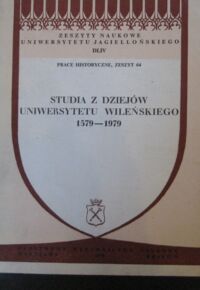 ZESZYTY NAUKOWE
UNIWERSYTETU JAGIELLOŃSKIEGO
DLIV
PRACE HISTORYCZNE, ZESZYT 64
STUDIA Z DZIEJÓW
UNIWERSYTETU WILEŃSKIEGO
1579—1979